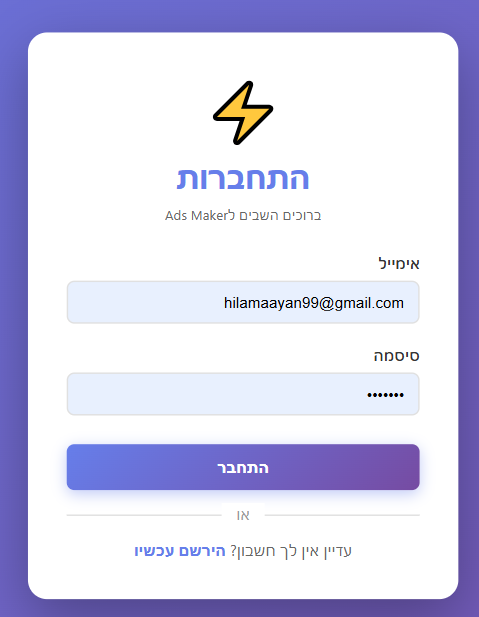 התחברות
ברוכים השבים לAds Maker
אימייל
hilamaayan99@gmail.com
סיסמה
•••••••
התחבר
או
עדיין אין לך חשבון? הירשם עכשיו